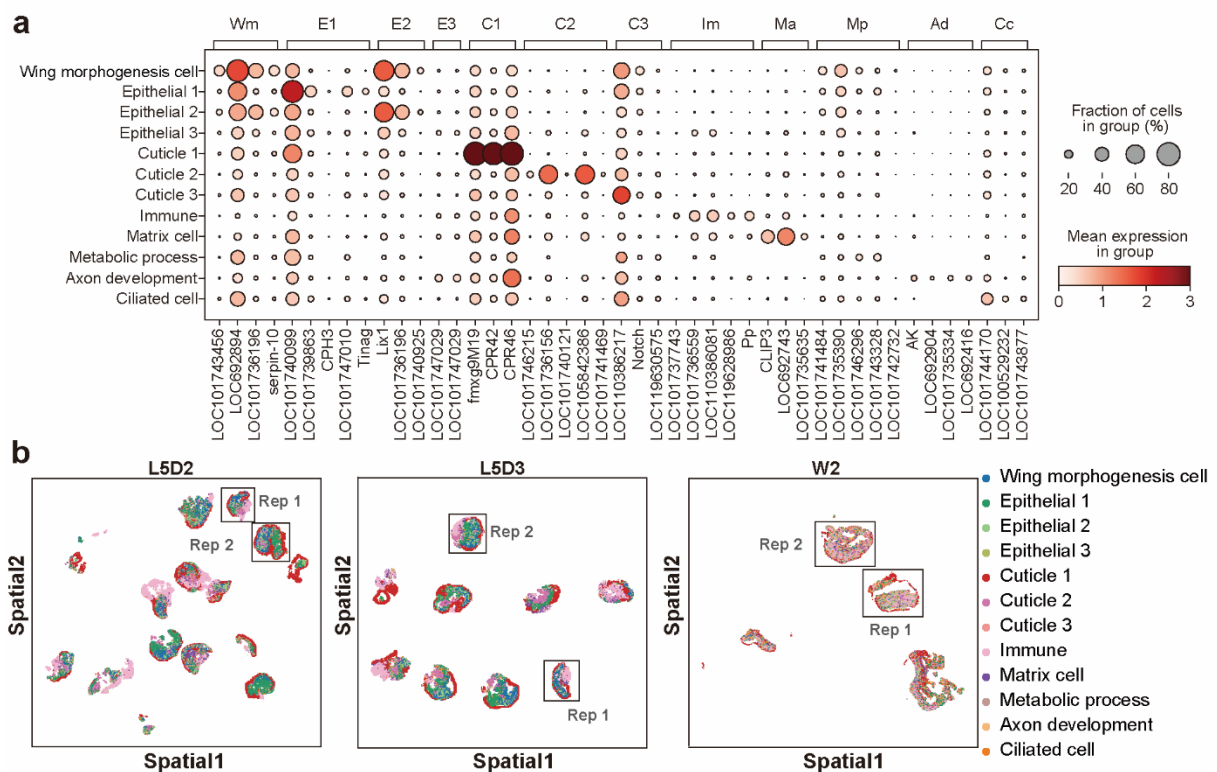 a
Wm E1 E2 E3 C1 C2 C3 Im Ma Mp Ad Cc
Wing morphogenesis cell
Epithelial 1
Epithelial 2
Epithelial 3
Cuticle 1
Cuticle 2
Cuticle 3
Immune
Matrix cell
Metabolic process
Axon development
Ciliated cell
Fraction of cells
in group (%)
20 40 60 80
Mean expression
in group
0 1 2 3
LOC101743456
LOC692894
LOC101736196
serpin-10
LOC101740099
LOC101739863
CPH3
LOC101747010
Tinag
Lix1
LOC101736196
LOC101740925
LOC101747029
LOC101747029
fmxg9M19
CPR42
CPR46
LOC101746215
LOC101736156
LOC101740121
LOC105842386
LOC101741469
LOC110386217
Notch
LOC119630575
LOC101737743
LOC101736559
LOC110386081
LOC119628986
Pp
CLIP3
LOC692743
LOC101735635
LOC101741484
LOC101735390
LOC101746296
LOC101743328
LOC101742732
AK
LOC692904
LOC101735334
LOC692416
LOC101744170
LOC100529232
LOC101743877
b
L5D2
Rep 1
Rep 2
Spatial2
Spatial1
L5D3
Rep 2
Rep 1
Spatial2
Spatial1
W2
Rep 2
Rep 1
Spatial2
Spatial1
Wing morphogenesis cell
Epithelial 1
Epithelial 2
Epithelial 3
Cuticle 1
Cuticle 2
Cuticle 3
Immune
Matrix cell
Metabolic process
Axon development
Ciliated cell